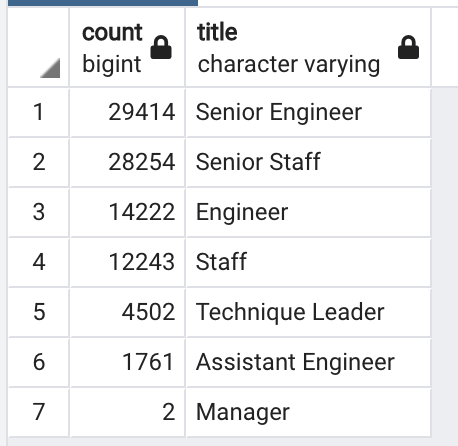 count title
bigint character varying
1 29414 Senior Engineer
2 28254 Senior Staff
3 14222 Engineer
4 12243 Staff
5 4502 Technique Leader
6 1761 Assistant Engineer
7 2 Manager